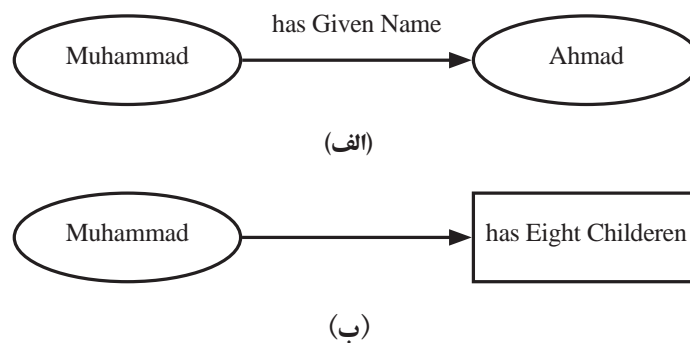 has Given Name
Muhammad
Ahmad
(الف)
Muhammad
has Eight Childeren
(ب)